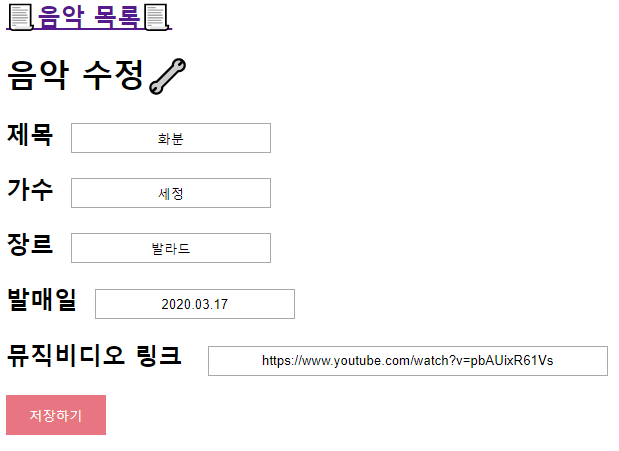 📃음악 목록📃
음악 수정🔧
제목 화분
가수 세정
장르 발라드
발매일 2020.03.17
뮤직비디오 링크 https://www.youtube.com/watch?v=pbAUixR61Vs
저장하기